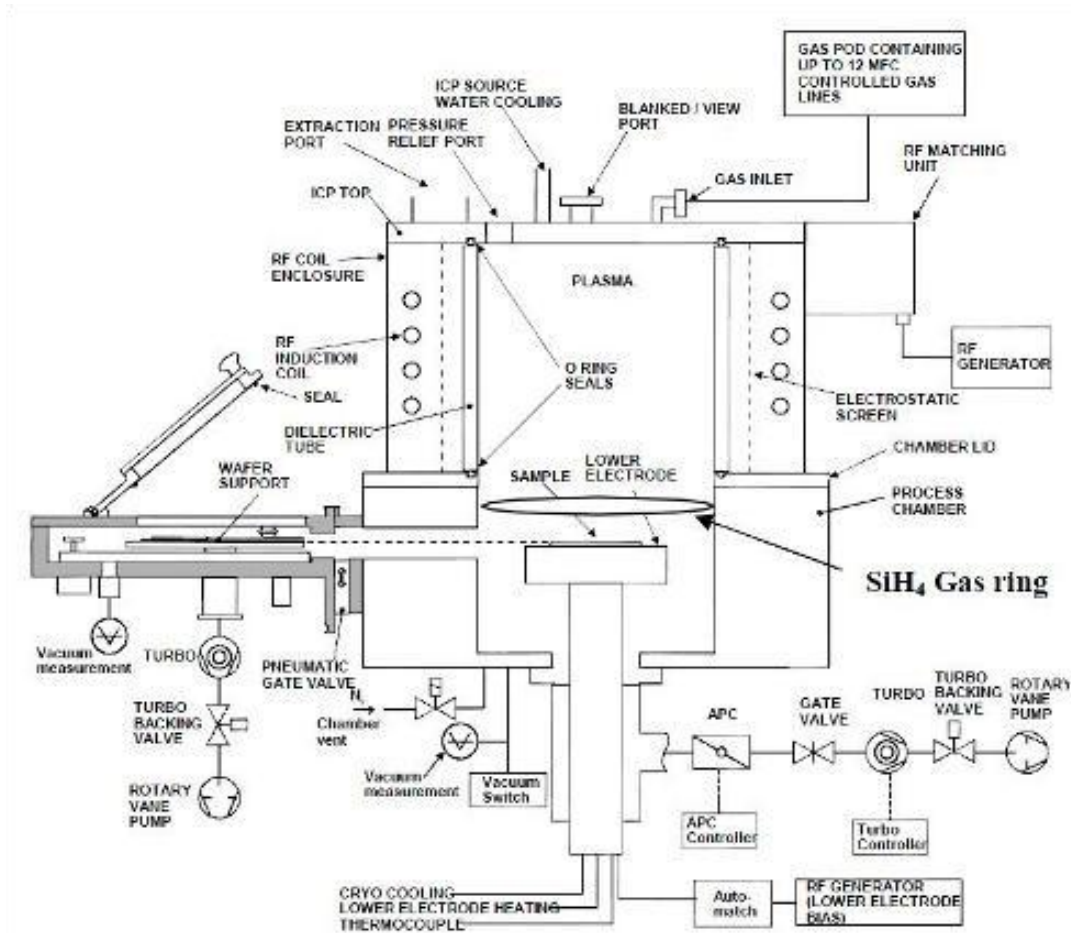 GAS POD CONTAINING
UP TO 12 MFC
CONTROLLED GAS
LINES
ICP SOURCE
WATER COOLING
BLANKED / VIEW
PORT
EXTRACTION
PORT
PRESSURE
RELIEF PORT
RF MATCHING
UNIT
GAS INLET
ICP TOP
RF COIL
ENCLOSURE
PLASMA
RF
INDUCTION
COIL
O RING
SEALS
RF
GENERATOR
SEAL
ELECTROSTATIC
SCREEN
DIELECTRIC
TUBE
CHAMBER LID
WAFER
SUPPORT
SAMPLE
LOWER
ELECTRODE
PROCESS
CHAMBER
SiH₄ Gas ring
Vacuum
measurement
TURBO
PNEUMATIC
GATE VALVE
TURBO
BACKING
VALVE
N
Chamber
vent
APC
GATE
VALVE
TURBO
TURBO
BACKING
VALVE
ROTARY
VANE
PUMP
Vacuum
measurement
Vacuum
Switch
ROTARY
VANE
PUMP
APC
Controller
Turbo
Controller
CRYO COOLING
LOWER ELECTRODE HEATING
THERMOCOUPLE
Auto-
match
RF GENERATOR
(LOWER ELECTRODE
BIAS)